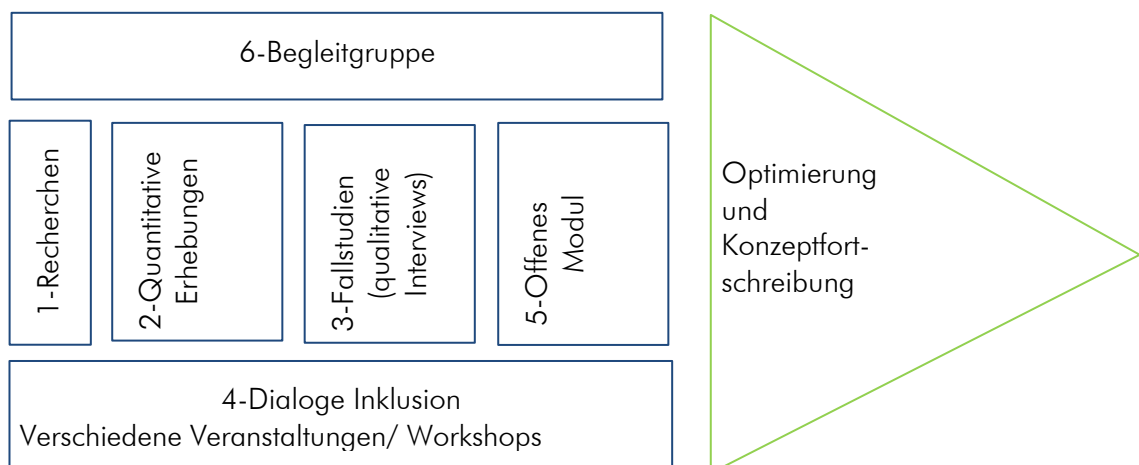 6-Begleitgruppe
1-Recherchen
2-Quantitative
Erhebungen
3-Fallstudien
(qualitative
Interviews)
5-Offenes
Modul
Optimierung
und
Konzeptfort-
schreibung
4-Dialoge Inklusion
Verschiedene Veranstaltungen/ Workshops